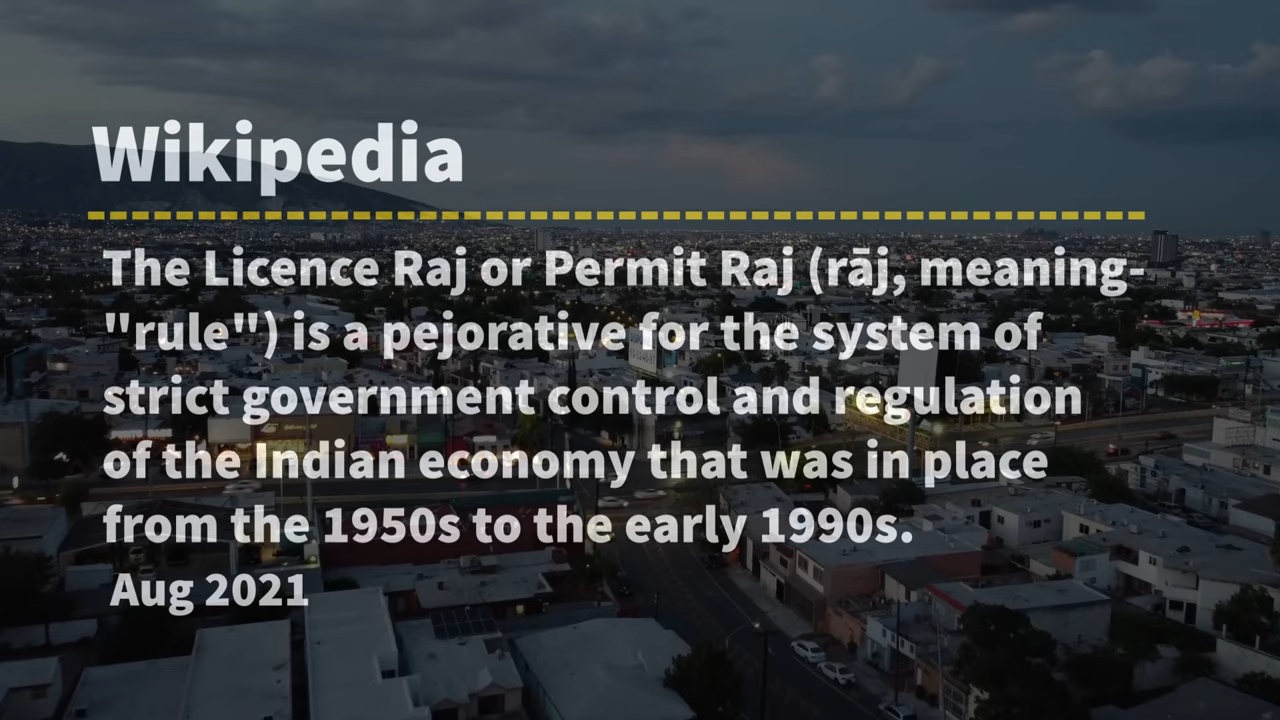 Wikipedia
The Licence Raj or Permit Raj (rāj, meaning-
"rule") is a pejorative for the system of
strict government control and regulation
of the Indian economy that was in place
from the 1950s to the early 1990s.
Aug 2021